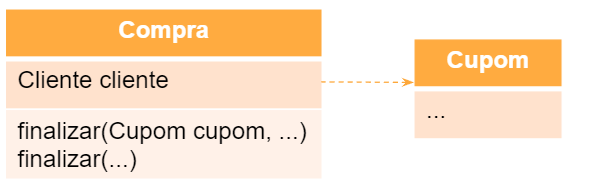 Compra
Cliente cliente
finalizar(Cupom cupom, ...)
finalizar(...)
Cupom
...